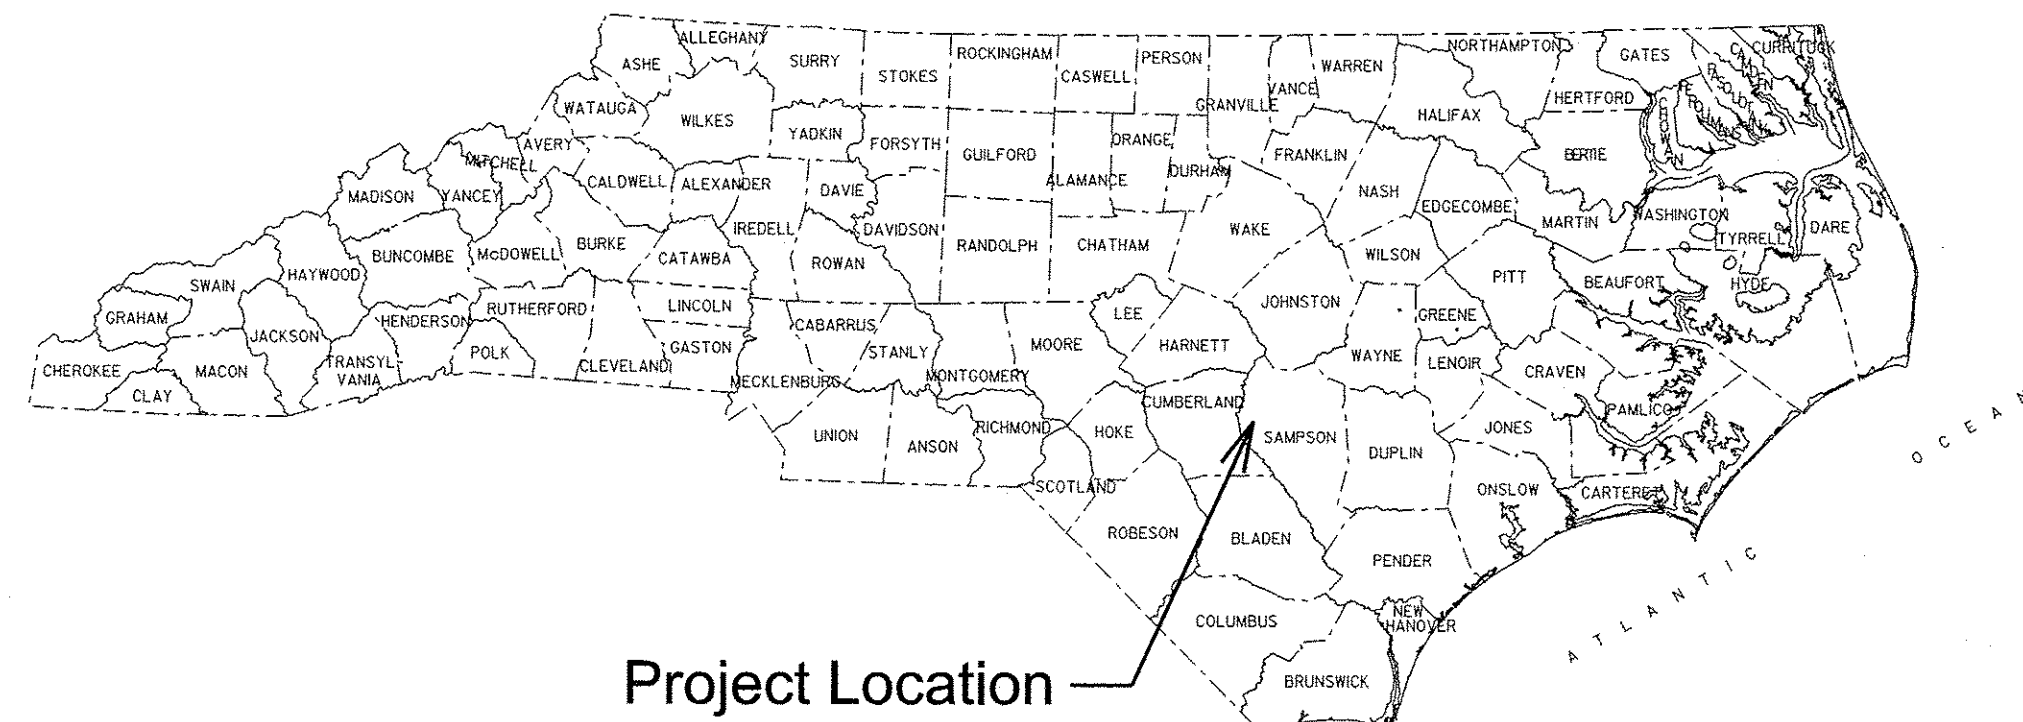 ALLEGHANY
ASHE
SURRY
STOKES
ROCKINGHAM
CASWELL
PERSON
GRANVILLE
VANCE
WARREN
NORTHAMPTON
GATES
CAMDEN
CURRITUCK
PASQUOTANK
PERQUIMANS
CHOWAN
HERTFORD
HALIFAX
BERTIE
WATAUGA
WILKES
YADKIN
FORSYTH
GUILFORD
ALAMANCE
ORANGE
DURHAM
FRANKLIN
NASH
EDGECOMBE
MARTIN
WASHINGTON
TYRRELL
DARE
AVERY
MITCHELL
YANCEY
MADISON
CALDWELL
ALEXANDER
DAVIE
IREDELL
DAVIDSON
RANDOLPH
CHATHAM
WAKE
WILSON
PITT
BEAUFORT
HYDE
BUNCOMBE
McDOWELL
BURKE
CATAWBA
ROWAN
HAYWOOD
SWAIN
GRAHAM
JACKSON
HENDERSON
RUTHERFORD
LINCOLN
CABARRUS
STANLY
MOORE
LEE
HARNETT
JOHNSTON
WAYNE
GREENE
LENOIR
CRAVEN
PAMLICO
CHEROKEE
CLAY
MACON
TRANSYL
VANIA
POLK
CLEVELAND
GASTON
MECKLENBURG
MONTGOMERY
UNION
ANSON
RICHMOND
SCOTLAND
HOKE
CUMBERLAND
SAMPSON
DUPLIN
JONES
ONSLOW
CARTERET
ROBESON
BLADEN
PENDER
COLUMBUS
NEW
HANOVER
BRUNSWICK
ATLANTIC
OCEAN
Project Location